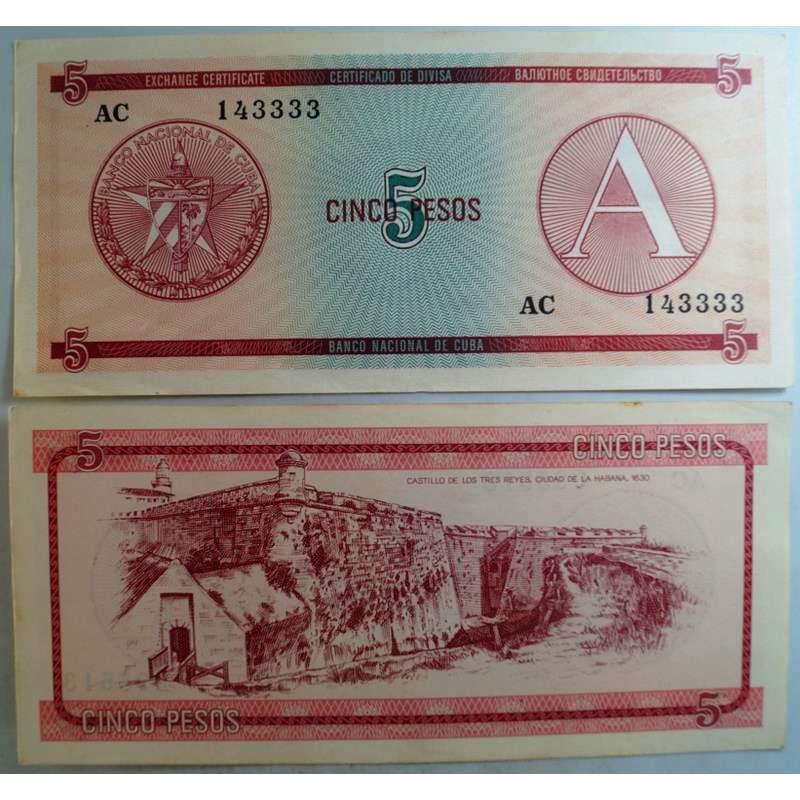 5 EXCHANGE CERTIFICATE CERTIFICADO DE DIVISA ВАЛЮТНОЕ СВИДЕТЕЛЬСТВО 5
AC 143333
BANCO NACIONAL DE CUBA
5
CINCO PESOS
A
AC 143333
5 BANCO NACIONAL DE CUBA 5
5 CINCO PESOS
CASTILLO DE LOS TRES REYES, CIUDAD DE LA HABANA, 1630
CINCO PESOS 5